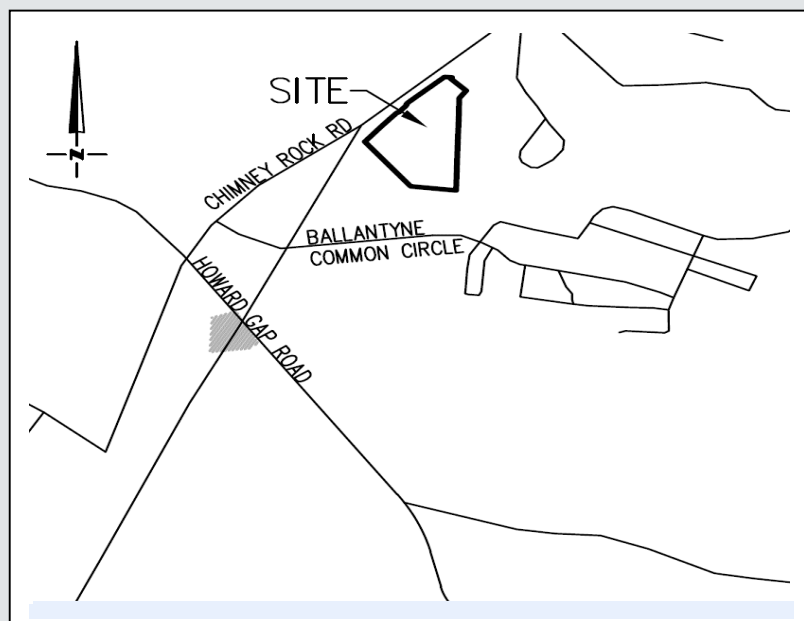 SITE
CHIMNEY ROCK RD
BALLANTYNE
COMMON CIRCLE
HOWARD GAP ROAD
N